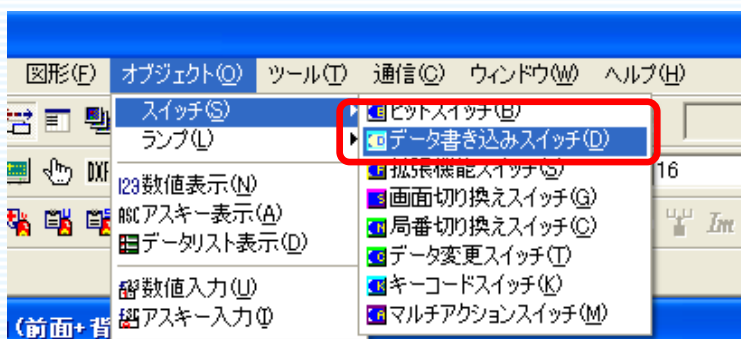 図形(F) オブジェクト(O) ツール(T) 通信(C) ウィンドウ(W) ヘルプ(H)
スイッチ(S)
ランプ(L)
数値表示(N)
アスキー表示(A)
データリスト表示(D)
数値入力(U)
アスキー入力(I)
ビットスイッチ(B)
データ書き込みスイッチ(D)
拡張機能スイッチ(S)
画面切り換えスイッチ(G)
局番切り換えスイッチ(C)
データ変更スイッチ(T)
キーコードスイッチ(K)
マルチアクションスイッチ(M)
DXF
123
ASC
16
Im
(前面+背